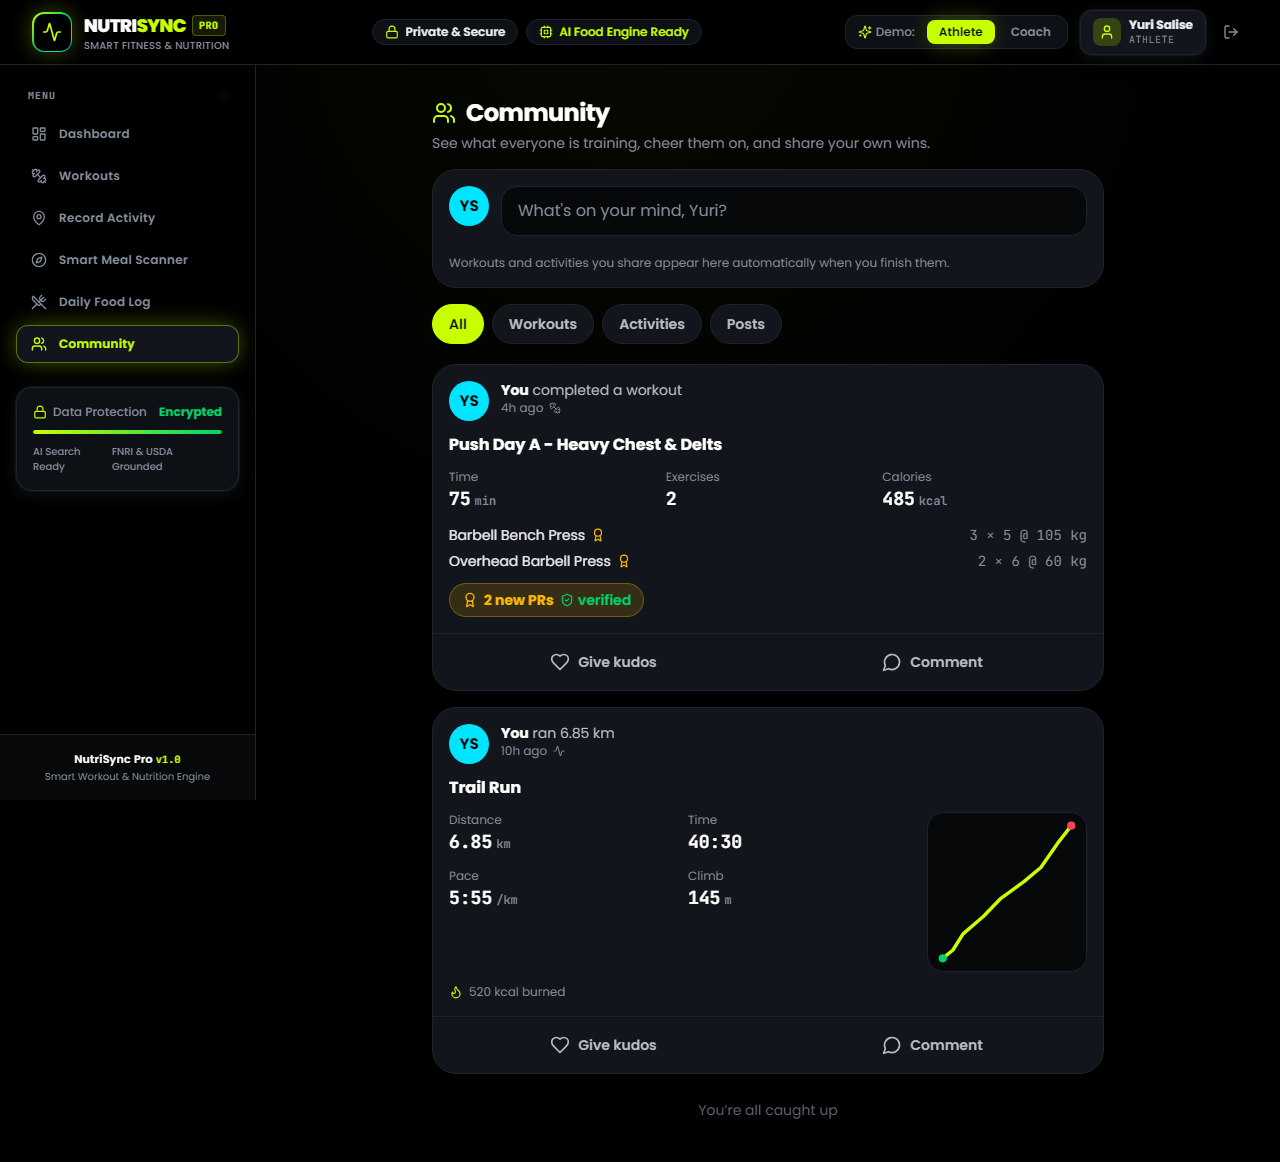 NUTRISYNC PRO
SMART FITNESS & NUTRITION
Private & Secure
AI Food Engine Ready
Demo: Athlete Coach
Yuri Salise
ATHLETE
MENU
Dashboard
Workouts
Record Activity
Smart Meal Scanner
Daily Food Log
Community
Data Protection Encrypted
AI Search Ready
FNRI & USDA Grounded
NutriSync Pro v1.0
Smart Workout & Nutrition Engine
Community
See what everyone is training, cheer them on, and share your own wins.
YS
What's on your mind, Yuri?
Workouts and activities you share appear here automatically when you finish them.
All Workouts Activities Posts
YS
You completed a workout
4h ago
Push Day A - Heavy Chest & Delts
Time Exercises Calories
75 min 2 485 kcal
Barbell Bench Press 3 × 5 @ 105 kg
Overhead Barbell Press 2 × 6 @ 60 kg
2 new PRs verified
Give kudos Comment
YS
You ran 6.85 km
10h ago
Trail Run
Distance Time
6.85 km 40:30
Pace Climb
5:55 /km 145 m
520 kcal burned
Give kudos Comment
You're all caught up